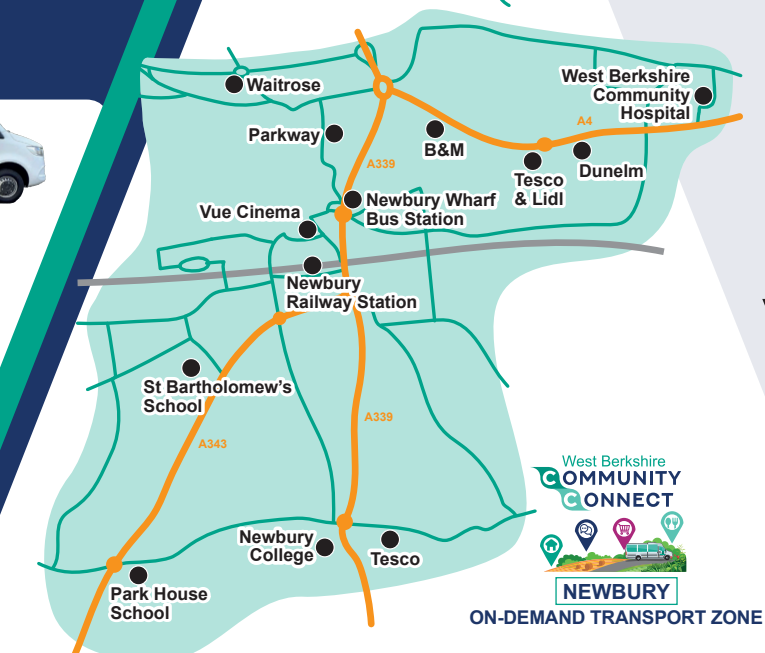 Waitrose
West Berkshire
Community
Hospital
A4
Parkway
B&M
A339
Tesco
& Lidl
Dunelm
Newbury Wharf
Bus Station
Vue Cinema
Newbury
Railway Station
St Bartholomew's
School
A343
A339
Newbury
College
Tesco
Park House
School
West Berkshire
COMMUNITY
CONNECT
NEWBURY
ON-DEMAND TRANSPORT ZONE